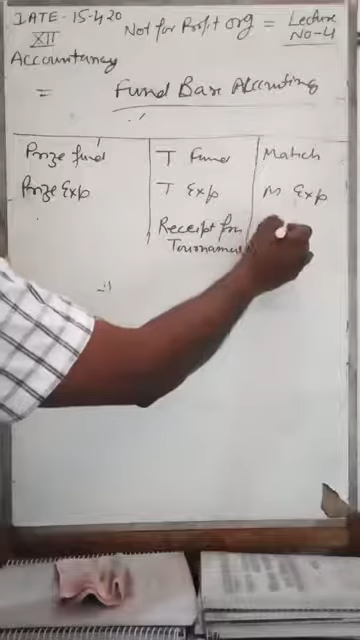 DATE - 15-4-20
Not for Profit org = Lecture
No-4
XII
Accountancy
= Fund Base Accounting
Prize fund T Fund Match
Prize Exp T Exp M Exp
Receipt for
Tournament